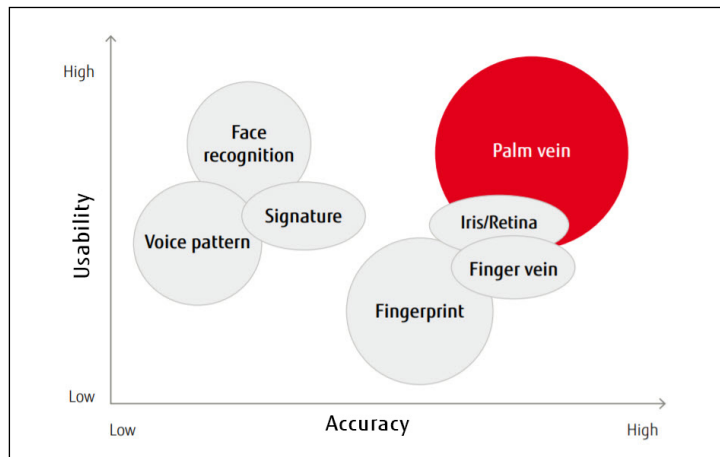 High
Face
recognition
Palm vein
Signature
Iris/Retina
Voice pattern
Finger vein
Fingerprint
Usability
Low
Low
Accuracy
High